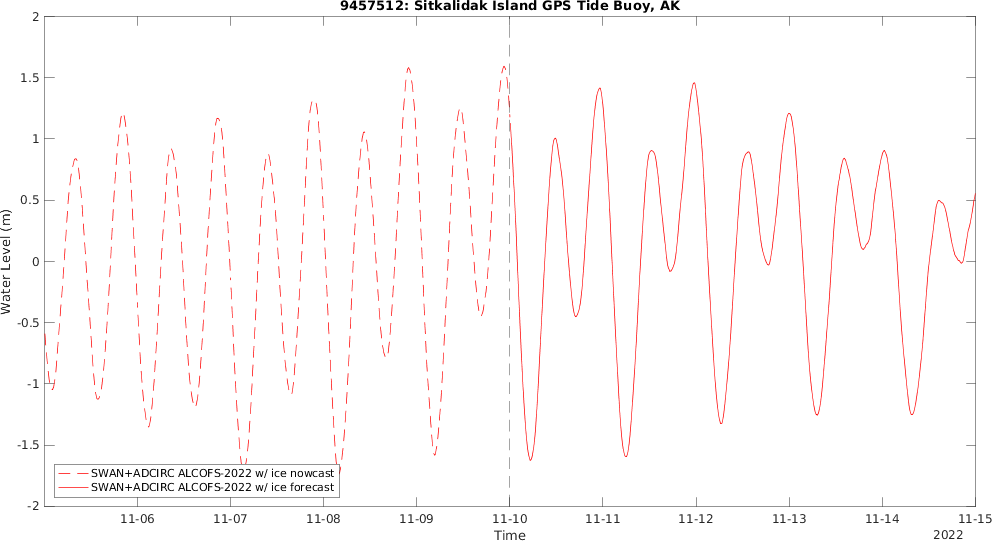 9457512: Sitkalidak Island GPS Tide Buoy, AK
2
1.5
1
0.5
0
-0.5
-1
-1.5
-2
Water Level (m)
SWAN+ADCIRC ALCOFS-2022 w/ ice nowcast
SWAN+ADCIRC ALCOFS-2022 w/ ice forecast
11-06 11-07 11-08 11-09 11-10 11-11 11-12 11-13 11-14 11-15
Time
2022